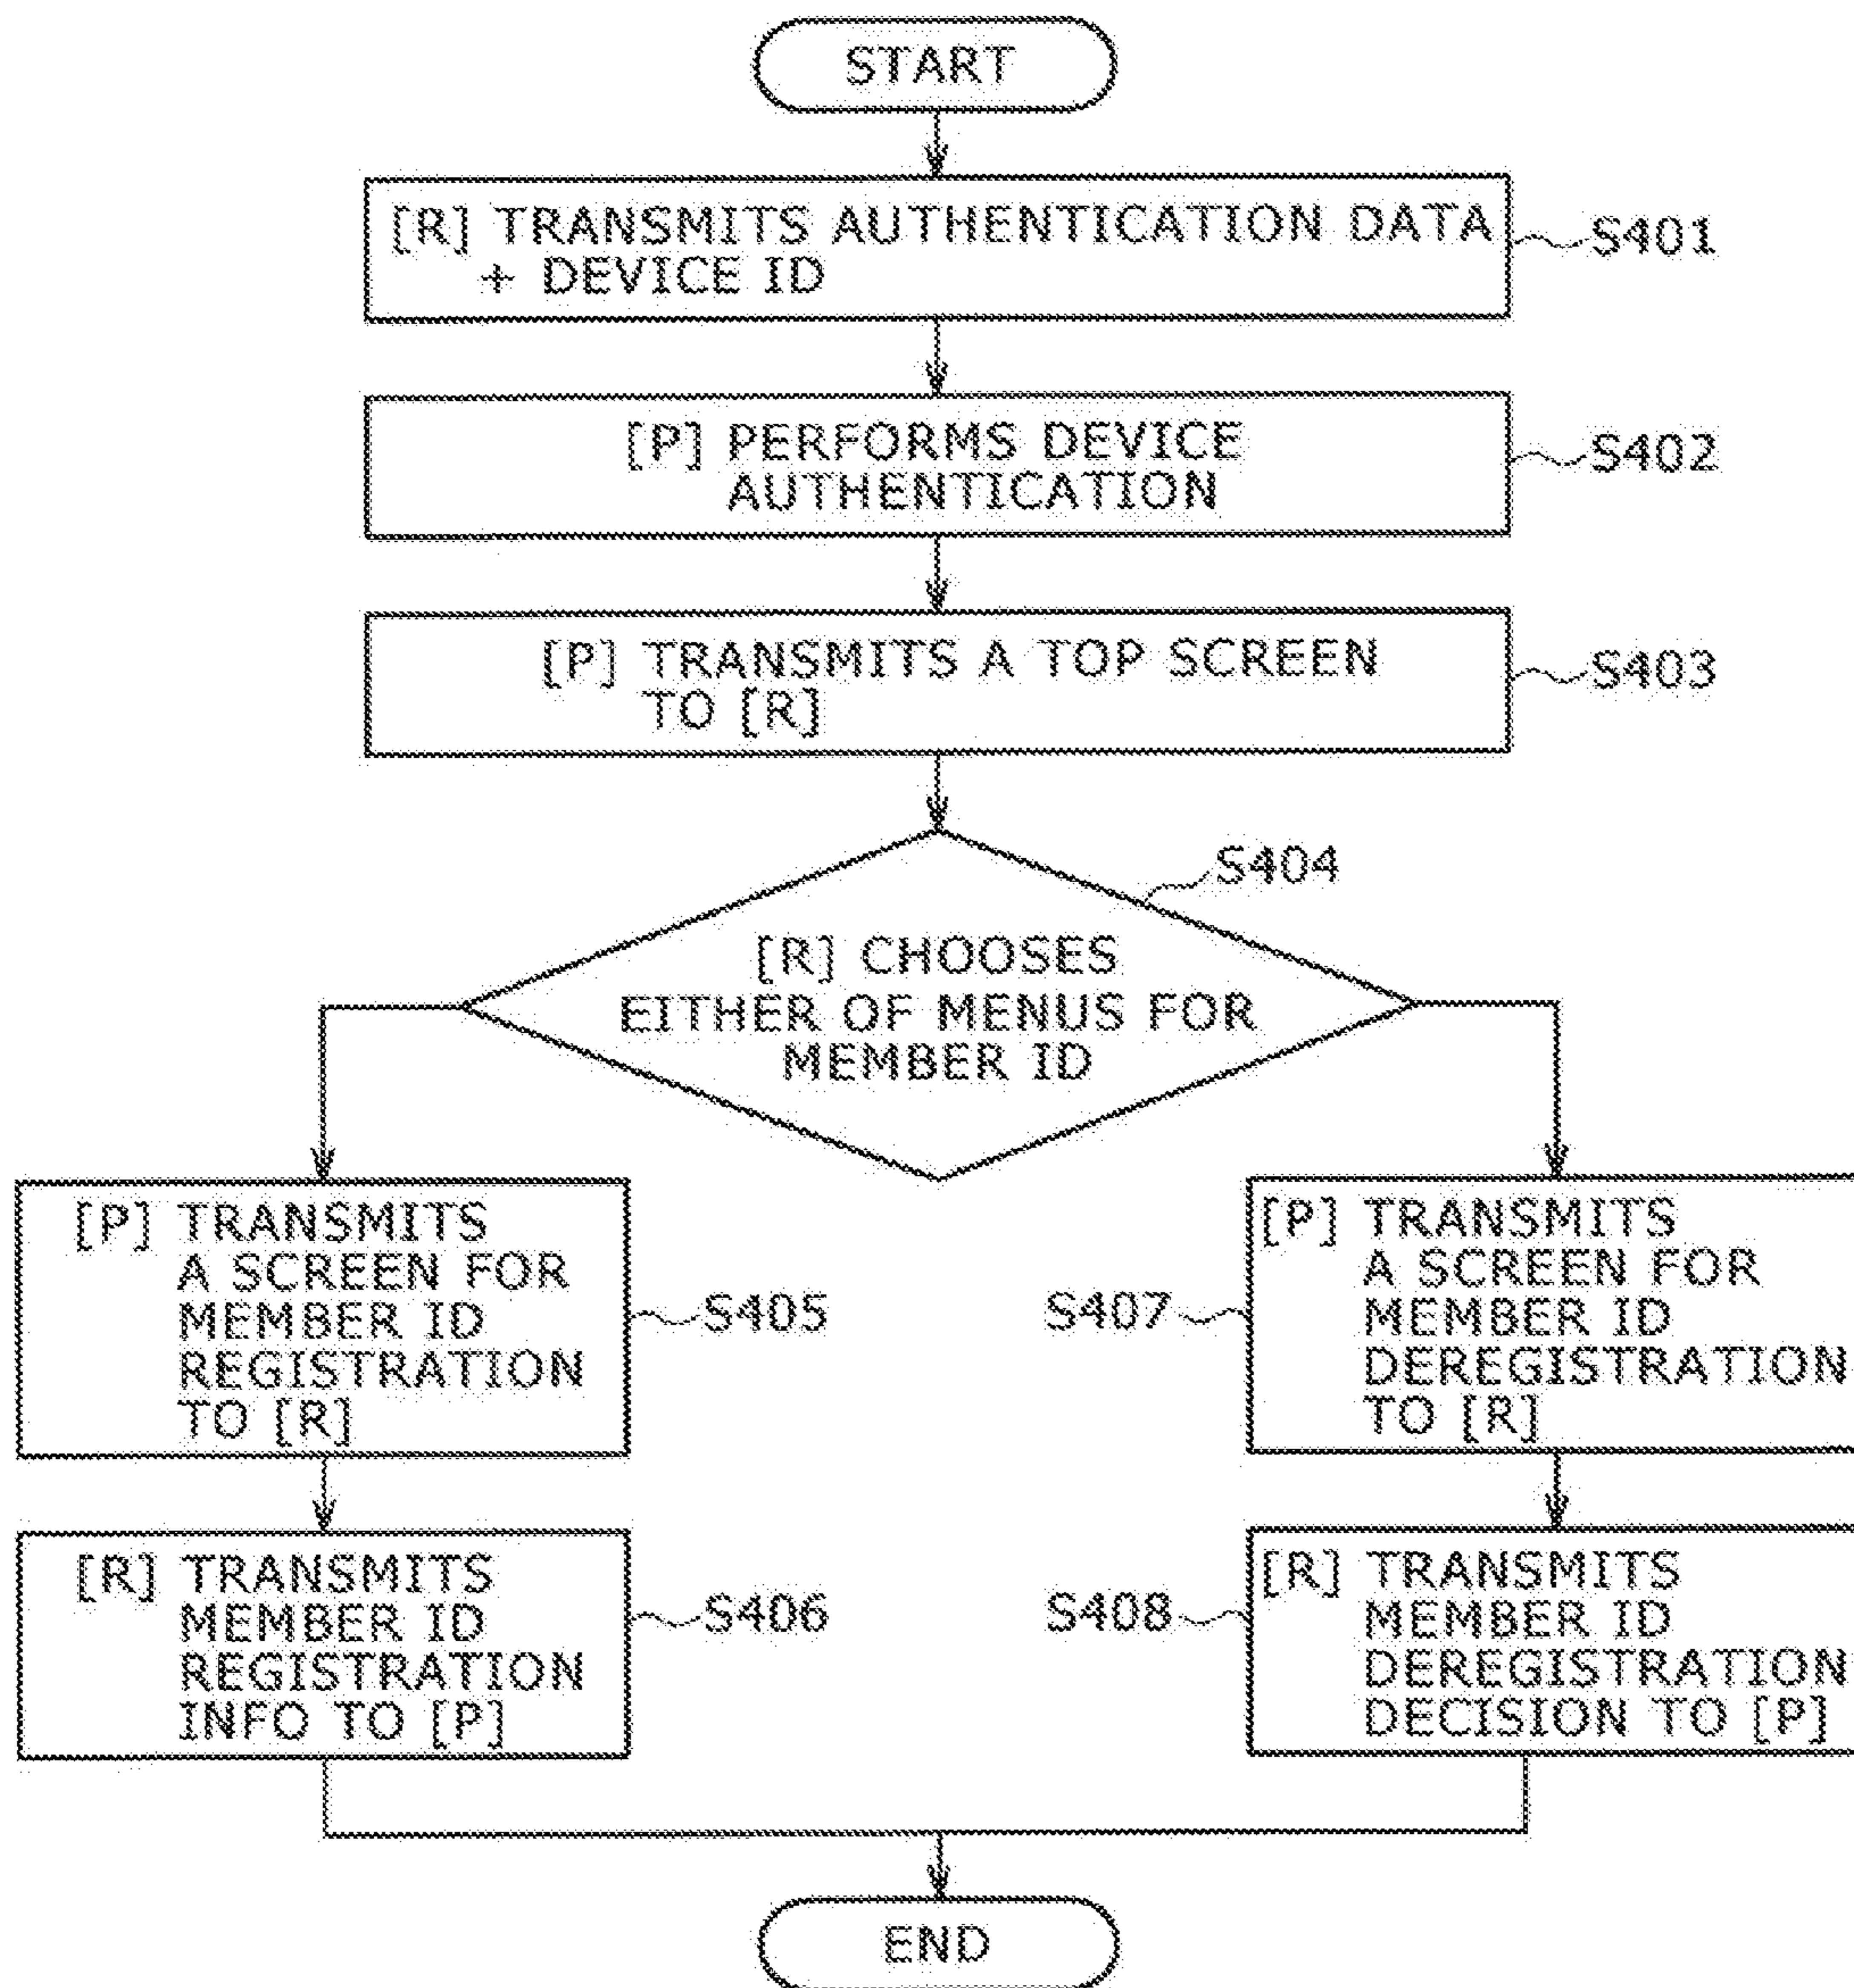 START
[R] TRANSMITS AUTHENTICATION DATA
+ DEVICE ID
S401
[P] PERFORMS DEVICE
AUTHENTICATION
S402
[P] TRANSMITS A TOP SCREEN
TO [R]
S403
S404
[R] CHOOSES
EITHER OF MENUS FOR
MEMBER ID
[P] TRANSMITS
A SCREEN FOR
MEMBER ID
REGISTRATION
TO [R]
S405
S407
[P] TRANSMITS
A SCREEN FOR
MEMBER ID
DEREGISTRATION
TO [R]
[R] TRANSMITS
MEMBER ID
REGISTRATION
INFO TO [P]
S406
S408
[R] TRANSMITS
MEMBER ID
DEREGISTRATION
DECISION TO [P]
END